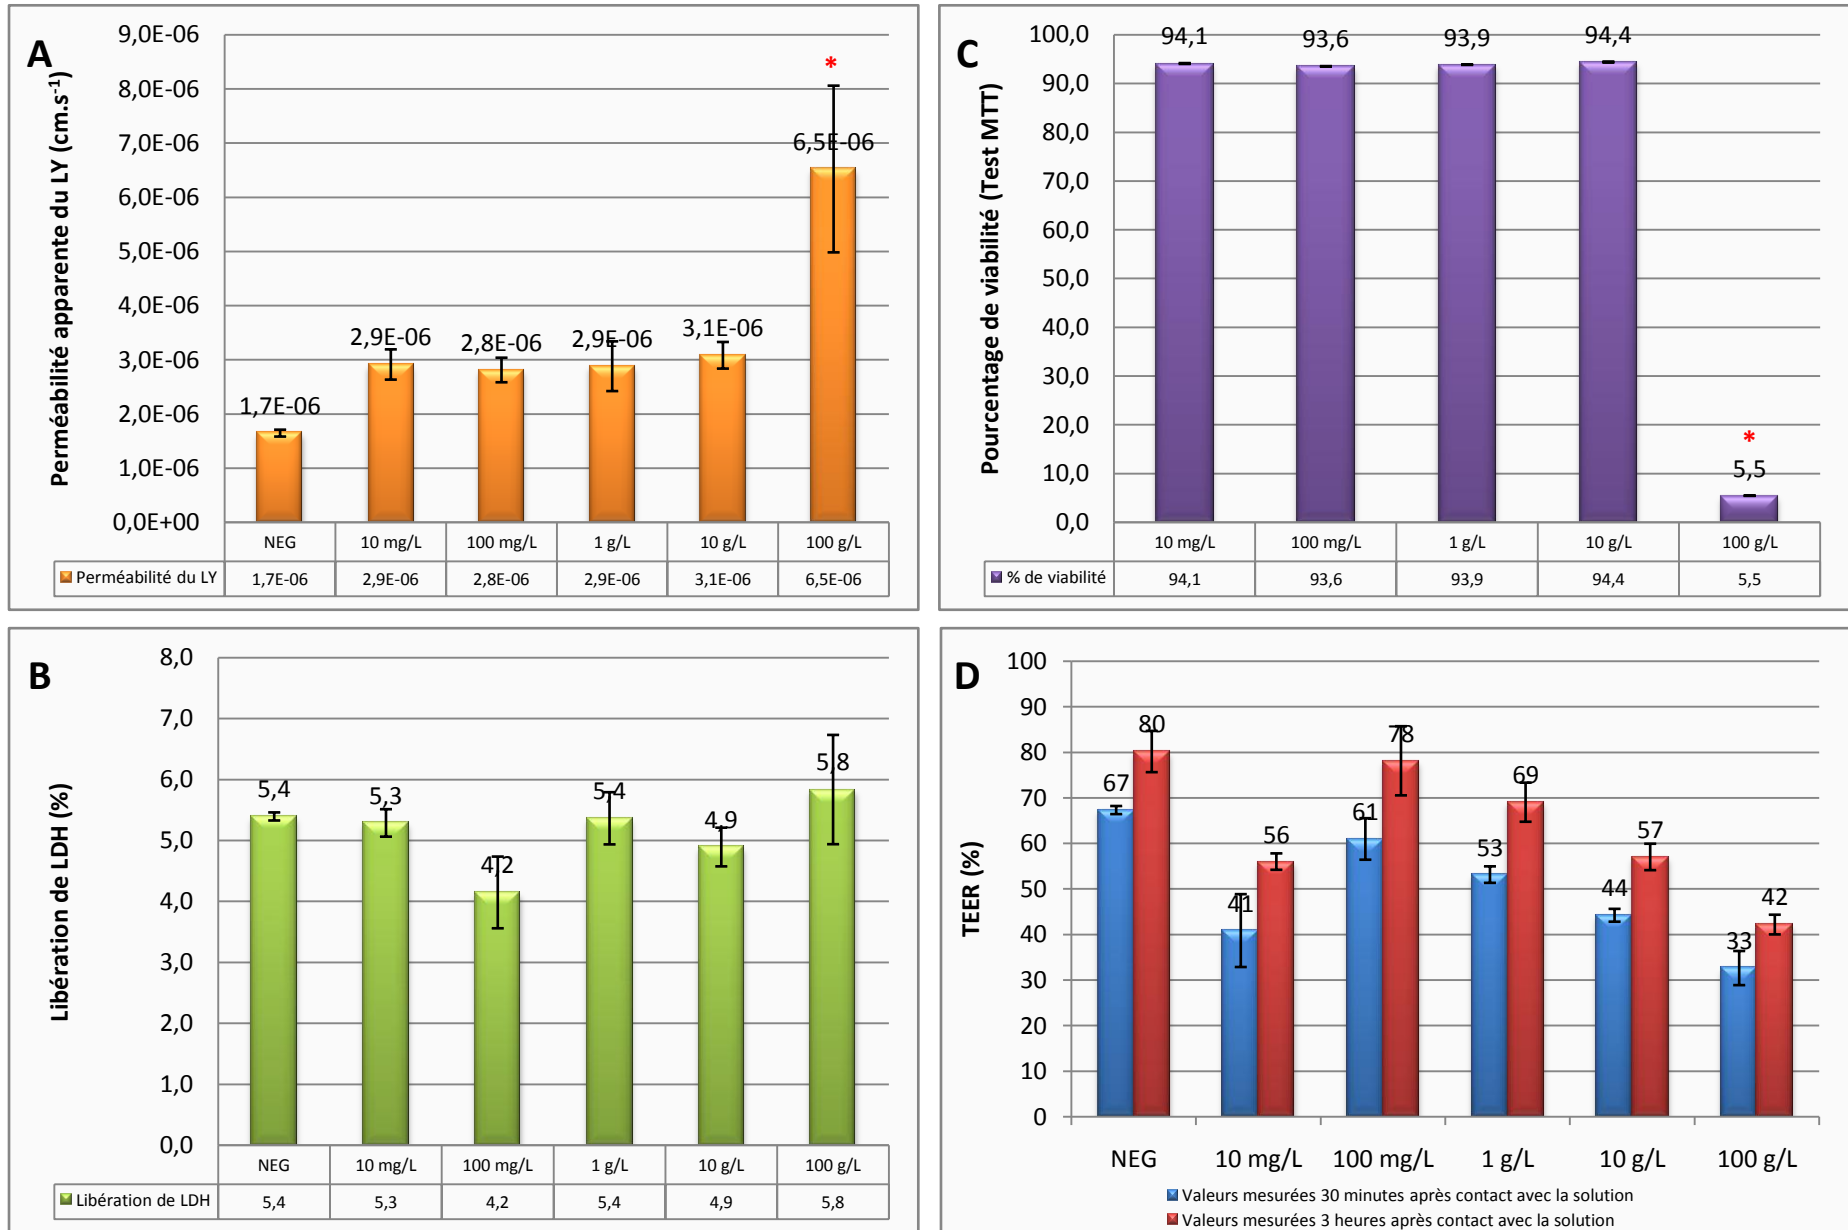 A
Perméabilité apparente du LY (cm.s-1)
9,0E-06
8,0E-06
7,0E-06
6,0E-06
5,0E-06
4,0E-06
3,0E-06
2,0E-06
1,0E-06
0,0E+00
1,7E-06
2,9E-06
2,8E-06
2,9E-06
3,1E-06
6,5E-06
*
NEG 10 mg/L 100 mg/L 1 g/L 10 g/L 100 g/L
Perméabilité du LY 1,7E-06 2,9E-06 2,8E-06 2,9E-06 3,1E-06 6,5E-06
C
Pourcentage de viabilité (Test MTT)
100,0
90,0
80,0
70,0
60,0
50,0
40,0
30,0
20,0
10,0
0,0
94,1
93,6
93,9
94,4
5,5
*
10 mg/L 100 mg/L 1 g/L 10 g/L 100 g/L
% de viabilité 94,1 93,6 93,9 94,4 5,5
B
Libération de LDH (%)
8,0
7,0
6,0
5,0
4,0
3,0
2,0
1,0
0,0
5,4
5,3
4,2
5,4
4,9
5,8
NEG 10 mg/L 100 mg/L 1 g/L 10 g/L 100 g/L
Libération de LDH 5,4 5,3 4,2 5,4 4,9 5,8
D
TEER (%)
100
90
80
70
60
50
40
30
20
10
0
67
80
41
56
61
78
53
69
44
57
33
42
NEG 10 mg/L 100 mg/L 1 g/L 10 g/L 100 g/L
Valeurs mesurées 30 minutes après contact avec la solution
Valeurs mesurées 3 heures après contact avec la solution